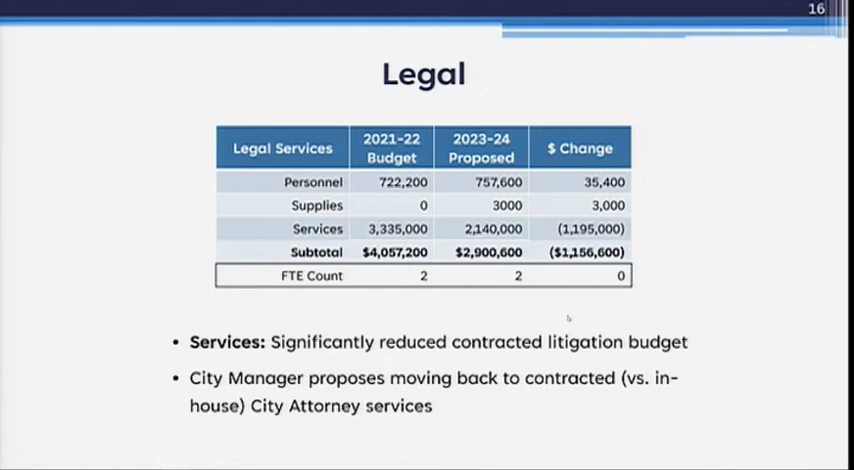 16
Legal
Legal Services 2021-22 Budget 2023-24 Proposed $ Change
Personnel 722,200 757,600 35,400
Supplies 0 3000 3,000
Services 3,335,000 2,140,000 (1,195,000)
Subtotal $4,057,200 $2,900,600 ($1,156,600)
FTE Count 2 2 0
• Services: Significantly reduced contracted litigation budget
• City Manager proposes moving back to contracted (vs. in-
house) City Attorney services